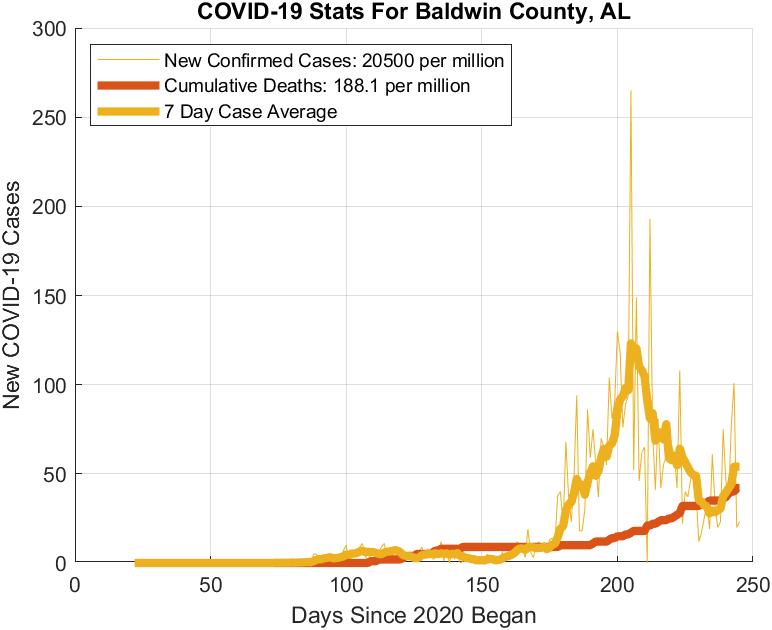 COVID-19 Stats For Baldwin County, AL
New Confirmed Cases: 20500 per million
Cumulative Deaths: 188.1 per million
7 Day Case Average
New COVID-19 Cases
300
250
200
150
100
50
0
0 50 100 150 200 250
Days Since 2020 Began